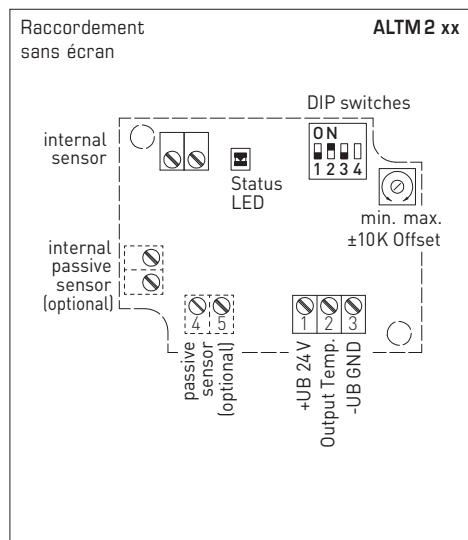 Raccordement
sans écran
ALTM 2 xx
DIP switches
ON
1 2 3 4
internal
sensor
Status
LED
min. max.
±10K Offset
internal
passive
sensor
(optional)
4 5
passive
sensor
(optional)
1 2 3
+UB 24 V
Output Temp.
-UB GND